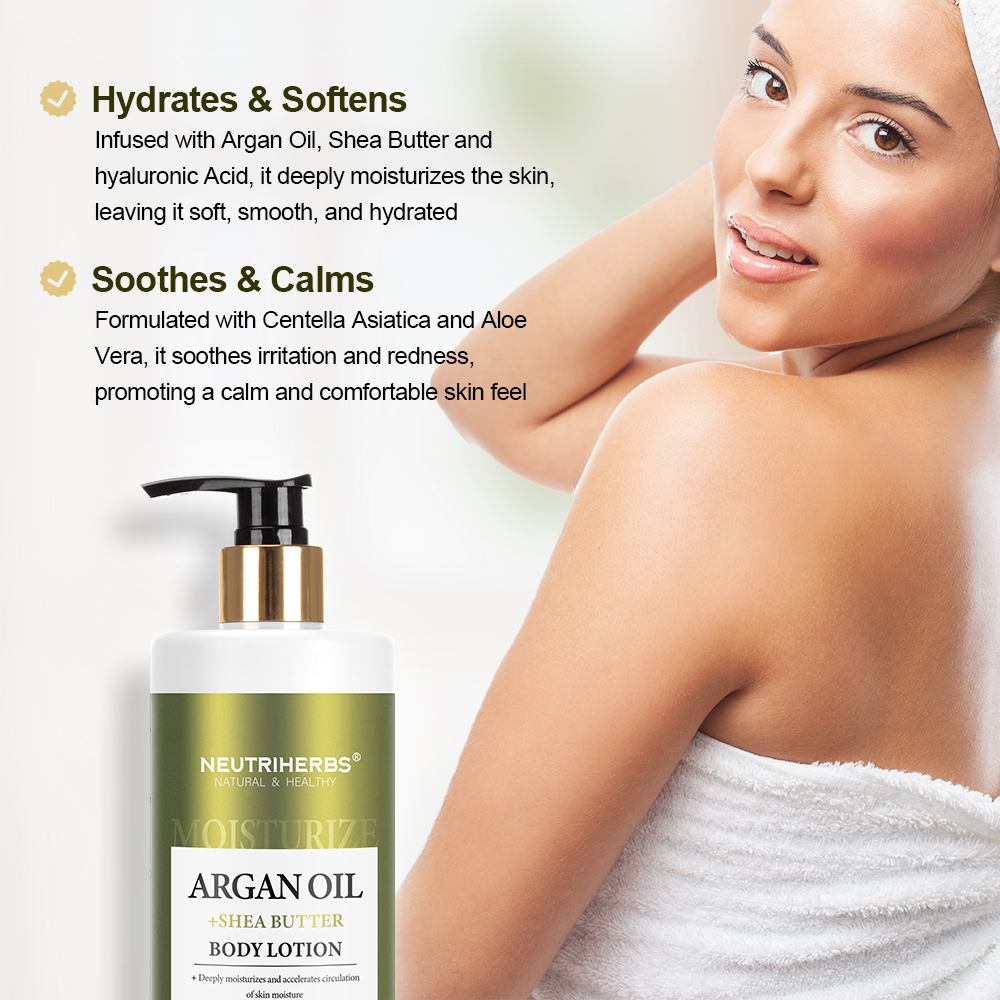 Hydrates & Softens
Infused with Argan Oil, Shea Butter and
hyaluronic Acid, it deeply moisturizes the skin,
leaving it soft, smooth, and hydrated
Soothes & Calms
Formulated with Centella Asiatica and Aloe
Vera, it soothes irritation and redness,
promoting a calm and comfortable skin feel
NEUTRIHERBS®
NATURAL & HEALTHY
MOISTURIZE
ARGAN OIL
+SHEA BUTTER
BODY LOTION
+ Deeply moisturizes and accelerates circulation
of skin moisture